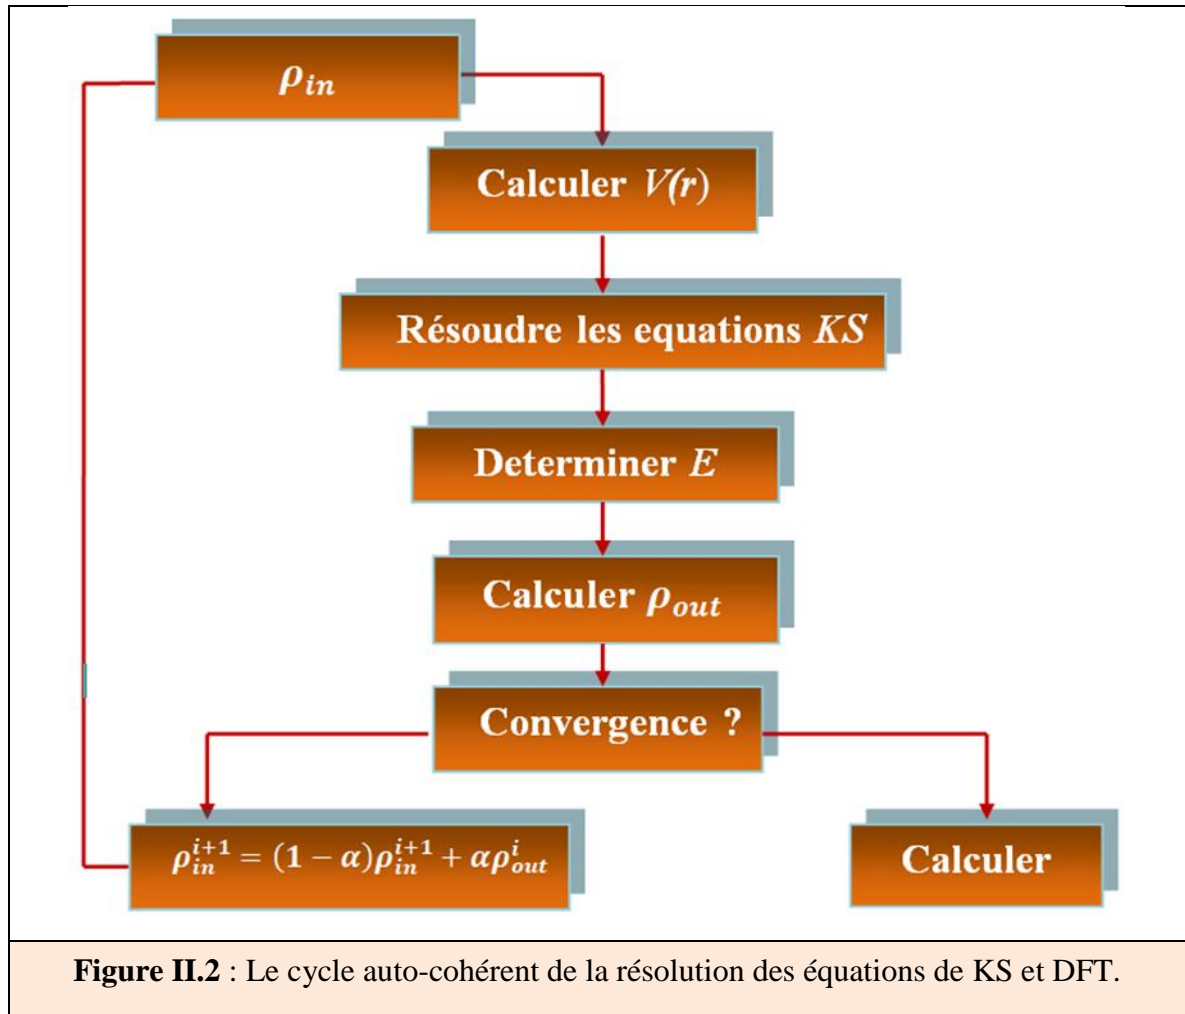 ρ_in
Calculer V(r)
Résoudre les equations KS
Determiner E
Calculer ρ_out
Convergence ?
ρ_in^{i+1} = (1 − α)ρ_in^{i+1} + αρ_out^i
Calculer
Figure II.2 : Le cycle auto-cohérent de la résolution des équations de KS et DFT.